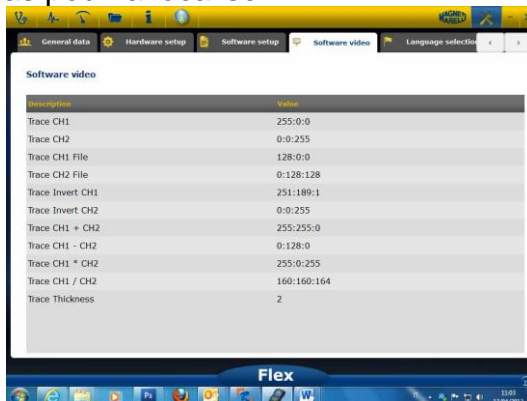 MAGNETI MARELLI
General data Hardware setup Software setup Software video Language selection
Software video
Description Value
Trace CH1 255:0:0
Trace CH2 0:0:255
Trace CH1 File 128:0:0
Trace CH2 File 0:128:128
Trace Invert CH1 251:189:1
Trace Invert CH2 0:0:255
Trace CH1 + CH2 255:255:0
Trace CH1 - CH2 0:128:0
Trace CH1 * CH2 255:0:255
Trace CH1 / CH2 160:160:164
Trace Thickness 2
Flex
11:03